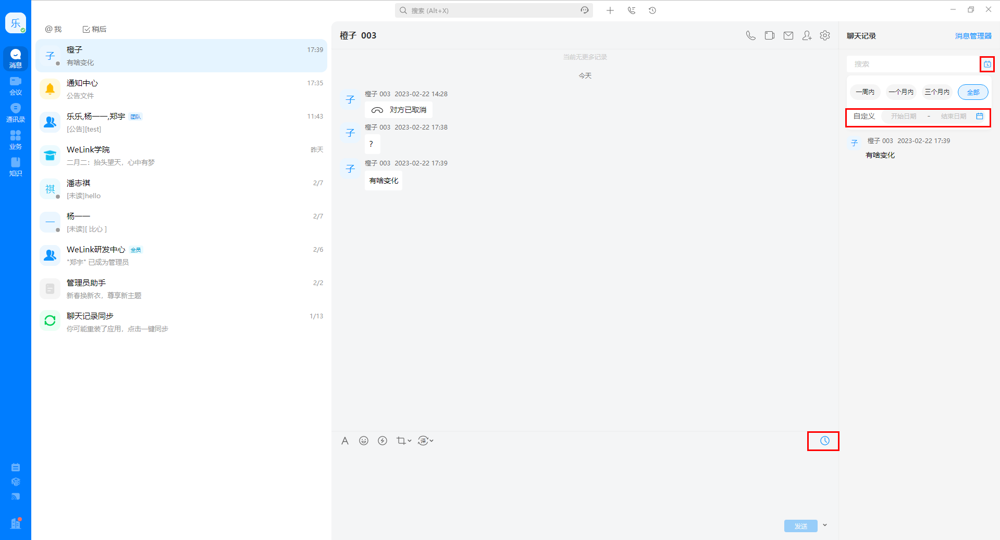 搜索 (Alt+X)
乐
消息
会议
通讯录
业务
知识
@ 我
稍后
子
橙子
17:39
有啥变化
通知中心
17:35
公告文件
乐乐,杨一一,郑宇 团队
11:43
[公告][test]
WeLink学院
昨天
二月二：抬头望天，心中有梦
祺
潘志祺
2/7
[未读]hello
一
杨一一
2/7
[未读][ 比心 ]
WeLink研发中心 全员
2/6
"郑宇" 已成为管理员
管理员助手
2/2
新春换新衣，尊享新主题
聊天记录同步
1/13
你可能重装了应用，点击一键同步
橙子 003
当前无更多记录
今天
子
橙子 003 2023-02-22 14:28
对方已取消
子
橙子 003 2023-02-22 17:38
?
子
橙子 003 2023-02-22 17:39
有啥变化
译
发送
聊天记录
消息管理器
搜索
一周内 一个月内 三个月内 全部
自定义 开始日期 - 结束日期
子
橙子 003 2023-02-22 17:39
有啥变化